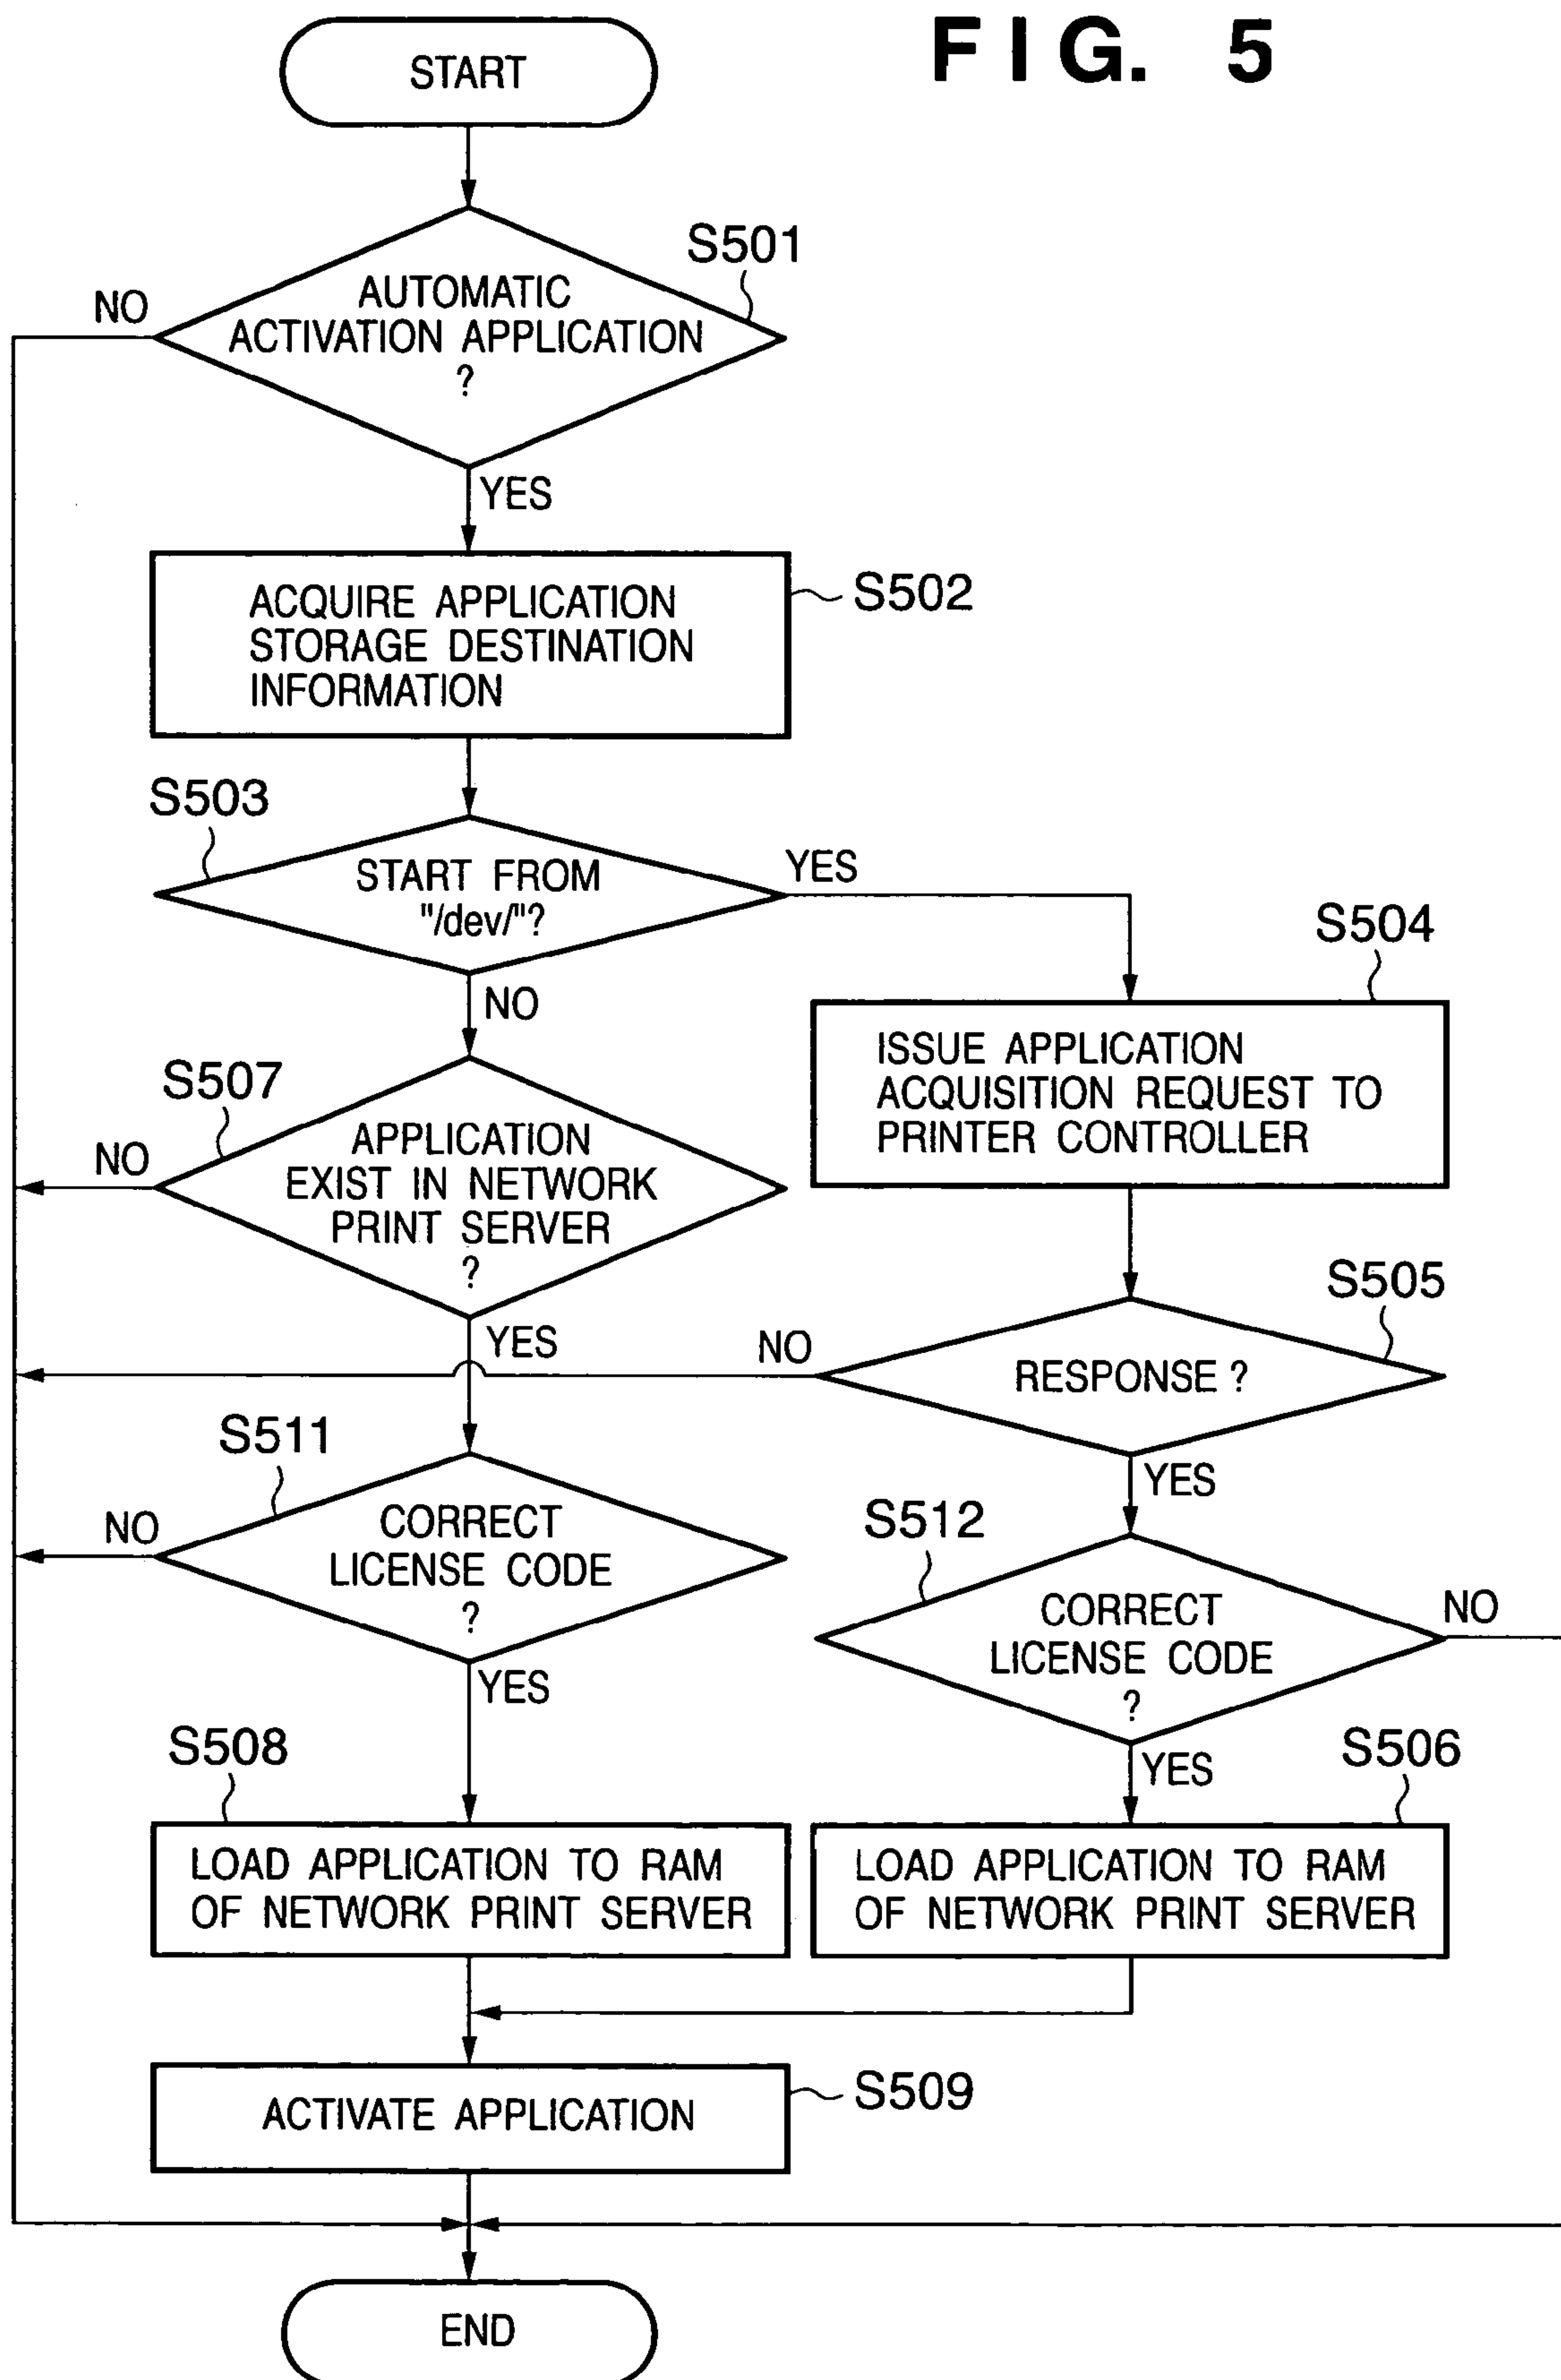 FIG. 5
START
S501
AUTOMATIC
ACTIVATION APPLICATION
?
NO
YES
S502
ACQUIRE APPLICATION
STORAGE DESTINATION
INFORMATION
S503
START FROM
"/dev/"?
YES
NO
S504
ISSUE APPLICATION
ACQUISITION REQUEST TO
PRINTER CONTROLLER
S507
APPLICATION
EXIST IN NETWORK
PRINT SERVER
?
NO
YES
S505
RESPONSE ?
NO
YES
S511
CORRECT
LICENSE CODE
?
NO
YES
S512
CORRECT
LICENSE CODE
?
NO
YES
S508
LOAD APPLICATION TO RAM
OF NETWORK PRINT SERVER
S506
LOAD APPLICATION TO RAM
OF NETWORK PRINT SERVER
S509
ACTIVATE APPLICATION
END